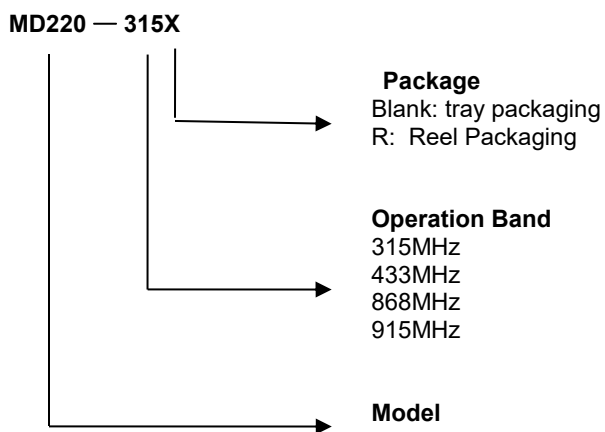 MD220 — 315X
Package
Blank: tray packaging
R: Reel Packaging
Operation Band
315MHz
433MHz
868MHz
915MHz
Model